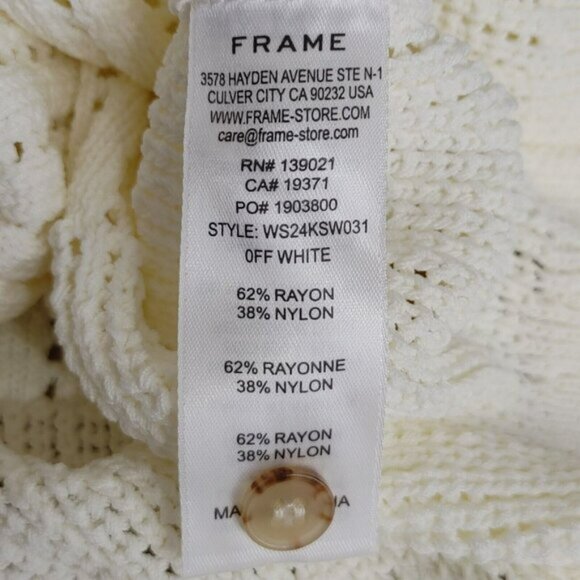 FRAME
3578 HAYDEN AVENUE STE N-1
CULVER CITY CA 90232 USA
WWW.FRAME-STORE.COM
care@frame-store.com
RN# 139021
CA# 19371
PO# 1903800
STYLE: WS24KSW031
OFF WHITE
62% RAYON
38% NYLON
62% RAYONNE
38% NYLON
62% RAYON
38% NYLON